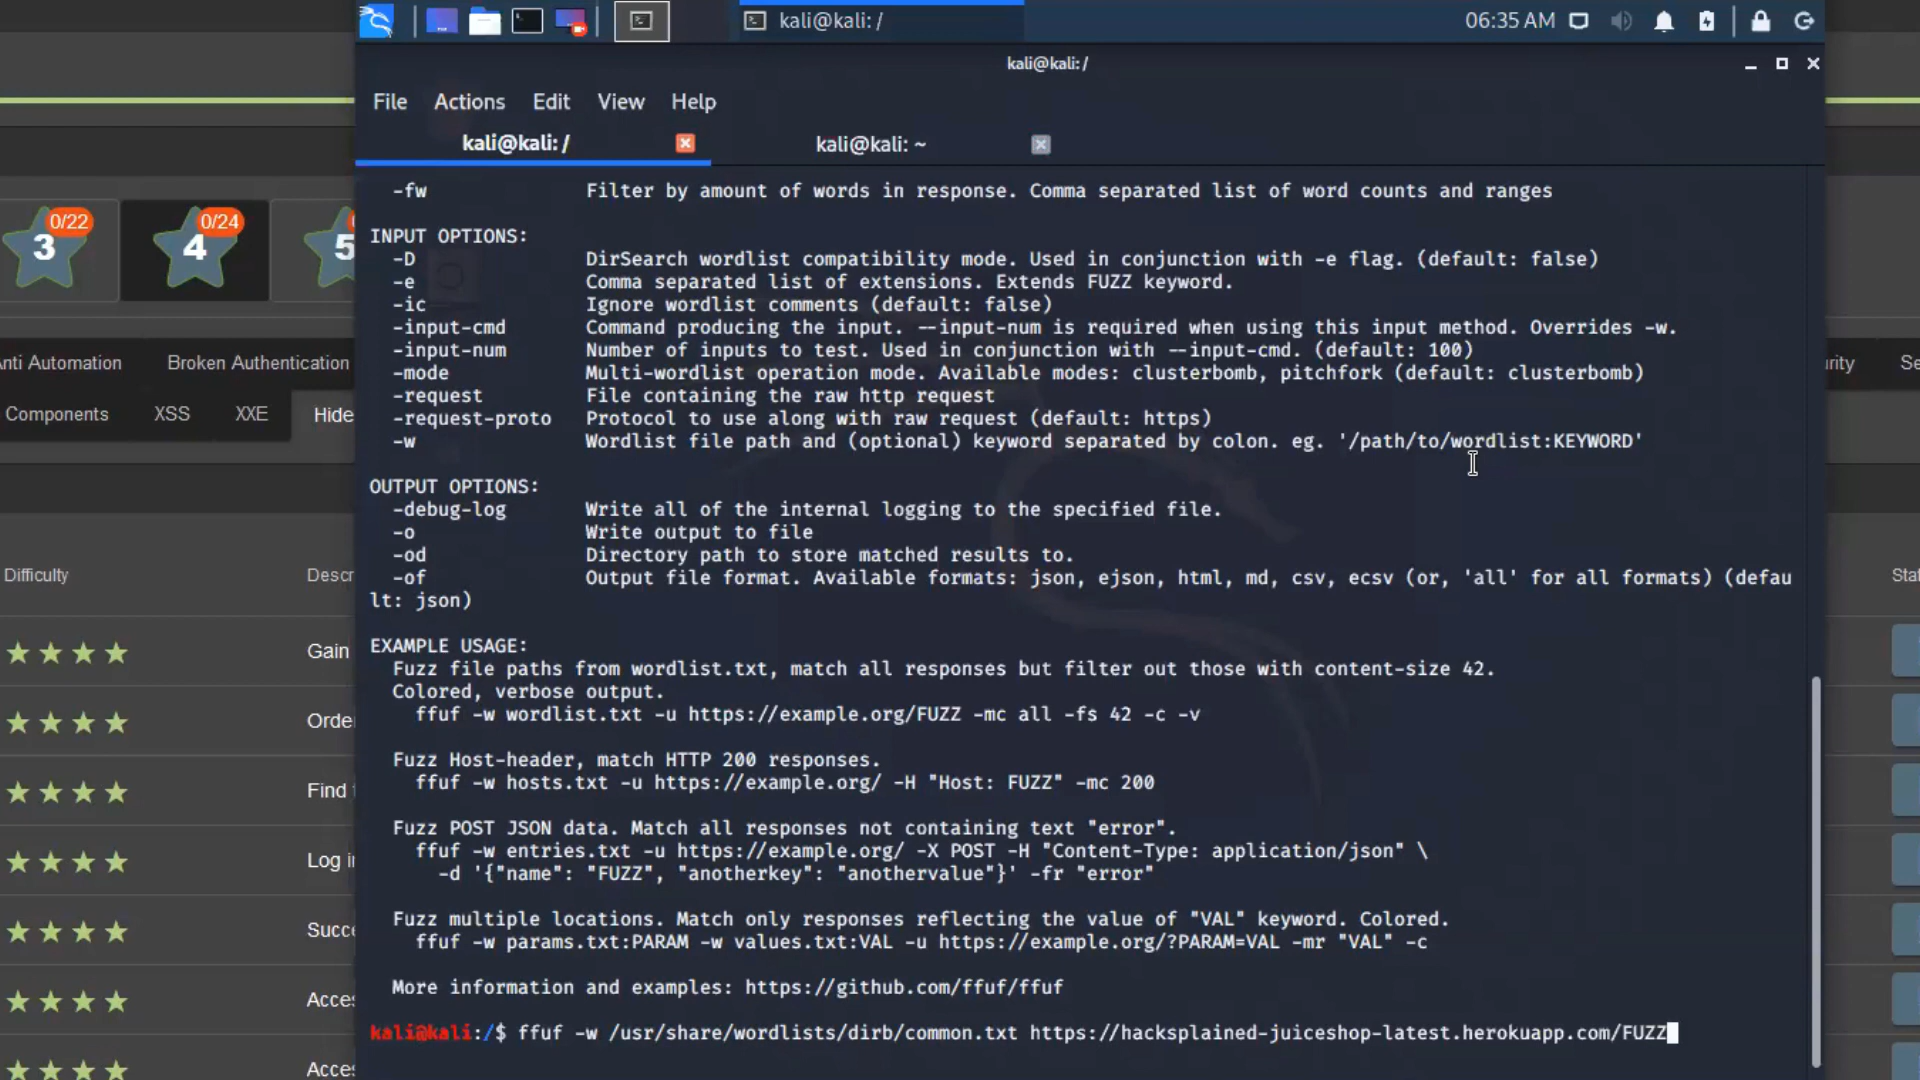 kali@kali: /
06:35 AM
kali@kali: /
File Actions Edit View Help
kali@kali: /
kali@kali: ~
-fw Filter by amount of words in response. Comma separated list of word counts and ranges
INPUT OPTIONS:
-D DirSearch wordlist compatibility mode. Used in conjunction with -e flag. (default: false)
-e Comma separated list of extensions. Extends FUZZ keyword.
-ic Ignore wordlist comments (default: false)
-input-cmd Command producing the input. --input-num is required when using this input method. Overrides -w.
-input-num Number of inputs to test. Used in conjunction with --input-cmd. (default: 100)
-mode Multi-wordlist operation mode. Available modes: clusterbomb, pitchfork (default: clusterbomb)
-request File containing the raw http request
-request-proto Protocol to use along with raw request (default: https)
-w Wordlist file path and (optional) keyword separated by colon. eg. '/path/to/wordlist:KEYWORD'
OUTPUT OPTIONS:
-debug-log Write all of the internal logging to the specified file.
-o Write output to file
-od Directory path to store matched results to.
-of Output file format. Available formats: json, ejson, html, md, csv, ecsv (or, 'all' for all formats) (defau
lt: json)
EXAMPLE USAGE:
Fuzz file paths from wordlist.txt, match all responses but filter out those with content-size 42.
Colored, verbose output.
ffuf -w wordlist.txt -u https://example.org/FUZZ -mc all -fs 42 -c -v
Fuzz Host-header, match HTTP 200 responses.
ffuf -w hosts.txt -u https://example.org/ -H "Host: FUZZ" -mc 200
Fuzz POST JSON data. Match all responses not containing text "error".
ffuf -w entries.txt -u https://example.org/ -X POST -H "Content-Type: application/json" \
-d '{"name": "FUZZ", "anotherkey": "anothervalue"}' -fr "error"
Fuzz multiple locations. Match only responses reflecting the value of "VAL" keyword. Colored.
ffuf -w params.txt:PARAM -w values.txt:VAL -u https://example.org/?PARAM=VAL -mr "VAL" -c
More information and examples: https://github.com/ffuf/ffuf
kali@kali:/$ ffuf -w /usr/share/wordlists/dirb/common.txt https://hacksplained-juiceshop-latest.herokuapp.com/FUZZ
3 0/22
4 0/24
5
nti Automation Broken Authentication
Components XSS XXE Hide
Difficulty Descr
Gain
Orde
Find
Log i
Succe
Acces
Acces
urity Se
Stat